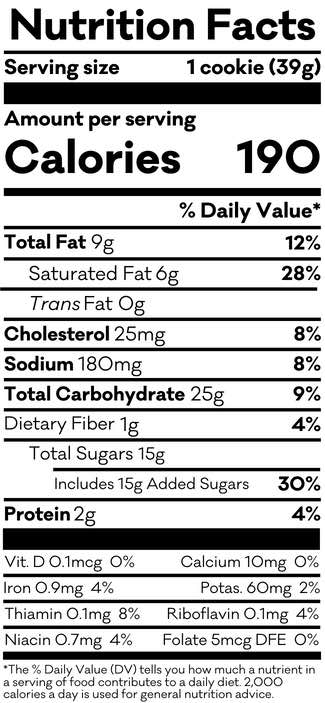 Nutrition Facts
Serving size 1 cookie (39g)
Amount per serving
Calories 190
% Daily Value*
Total Fat 9g 12%
Saturated Fat 6g 28%
Trans Fat 0g
Cholesterol 25mg 8%
Sodium 180mg 8%
Total Carbohydrate 25g 9%
Dietary Fiber 1g 4%
Total Sugars 15g
Includes 15g Added Sugars 30%
Protein 2g 4%
Vit. D 0.1mcg 0% Calcium 10mg 0%
Iron 0.9mg 4% Potas. 60mg 2%
Thiamin 0.1mg 8% Riboflavin 0.1mg 4%
Niacin 0.7mg 4% Folate 5mcg DFE 0%
*The % Daily Value (DV) tells you how much a nutrient in
a serving of food contributes to a daily diet. 2,000
calories a day is used for general nutrition advice.